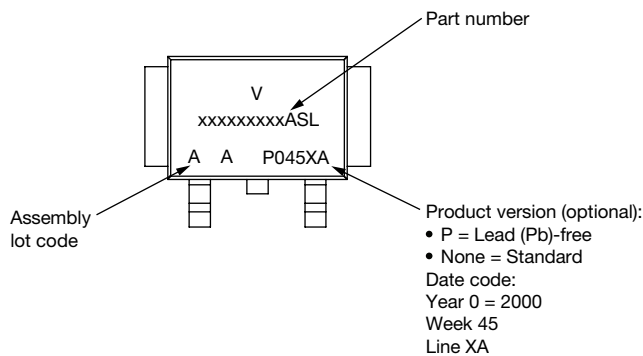 Part number
V
xxxxxxxxxASL
A A P045XA
Assembly
lot code
Product version (optional):
• P = Lead (Pb)-free
• None = Standard
Date code:
Year 0 = 2000
Week 45
Line XA